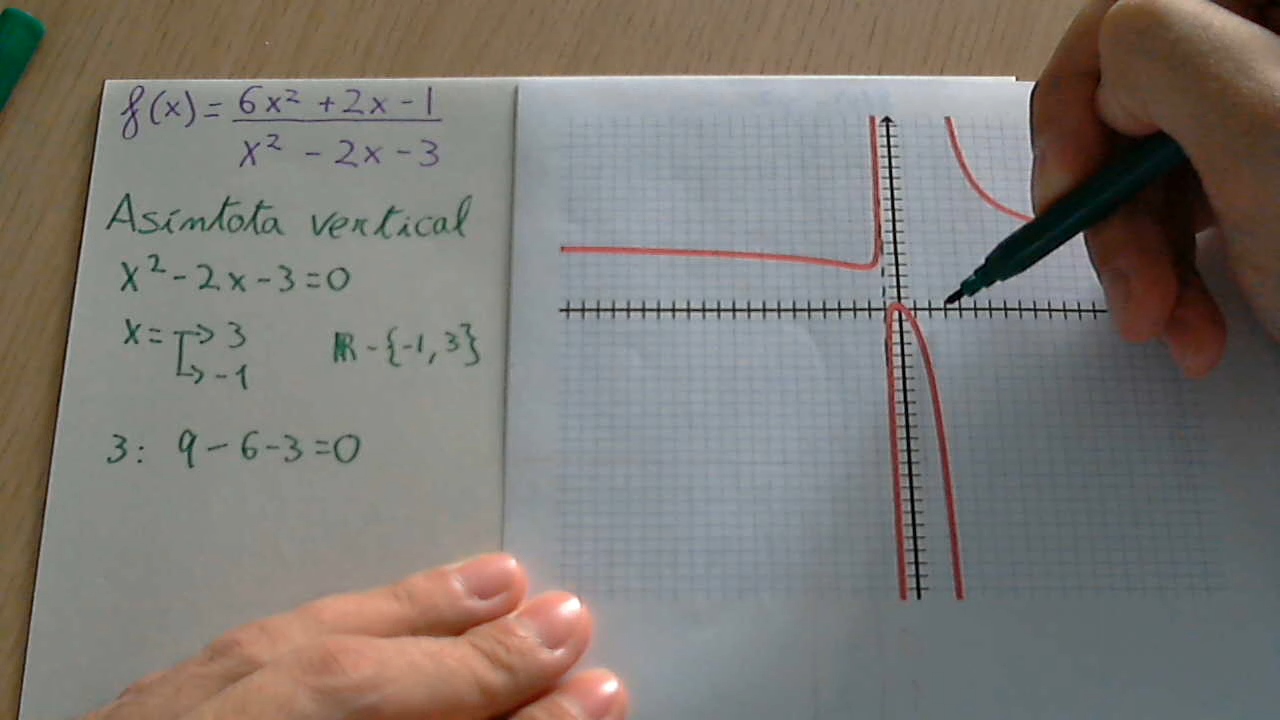 f(x) = 6x² + 2x - 1
x² - 2x - 3
Asíntota vertical
x² - 2x - 3 = 0
x = → 3
→ -1
ℝ - {-1, 3}
3: 9 - 6 - 3 = 0